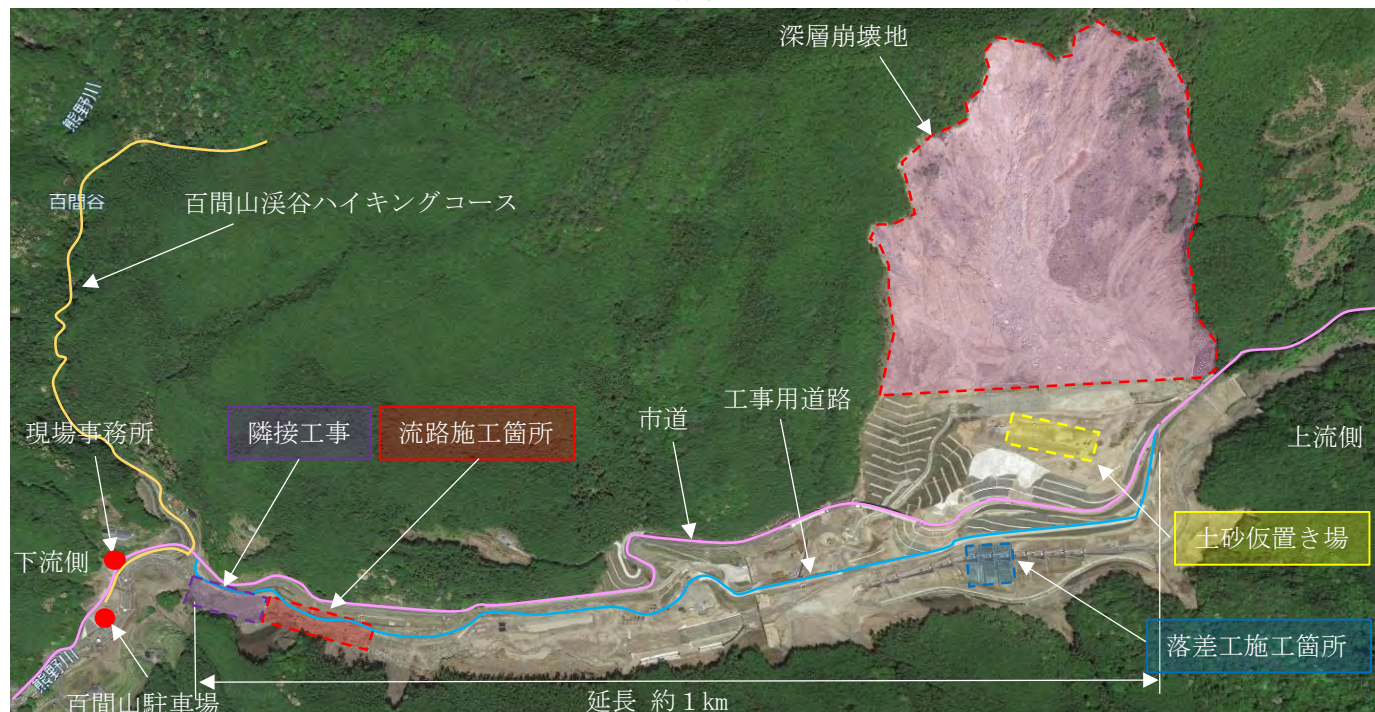 深層崩壊地
熊野川
百間谷
百間山渓谷ハイキングコース
現場事務所
隣接工事
流路施工箇所
市道
工事用道路
上流側
下流側
土砂仮置き場
落差工施工箇所
熊野川
百間山駐車場
延長 約1km